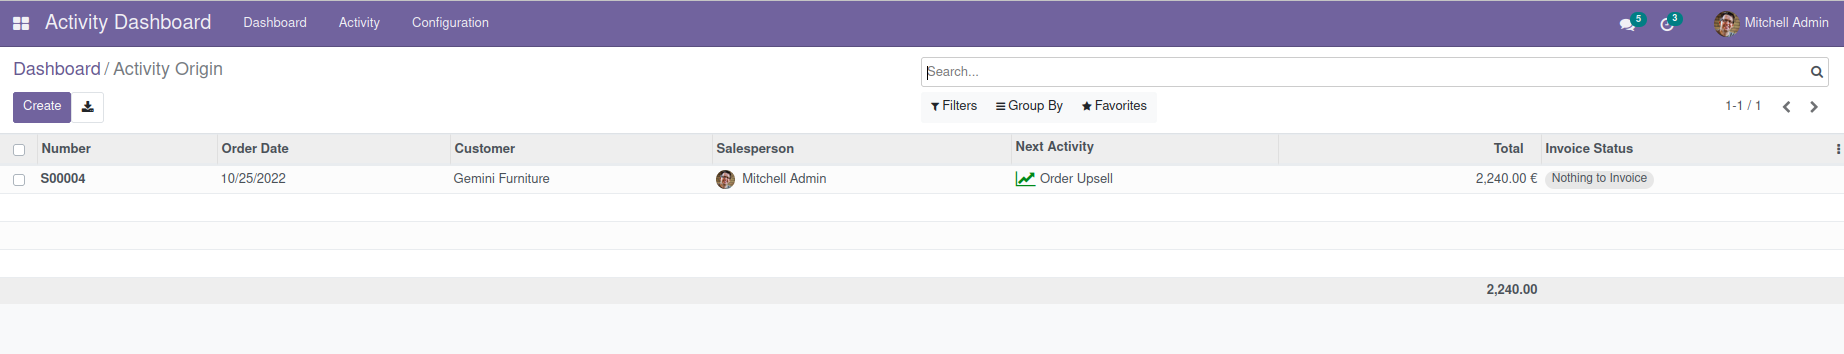 Activity Dashboard Dashboard Activity Configuration 5 3 Mitchell Admin
Dashboard / Activity Origin
Search...
Create Filters Group By Favorites 1-1 / 1
Number Order Date Customer Salesperson Next Activity Total Invoice Status
S00004 10/25/2022 Gemini Furniture Mitchell Admin Order Upsell 2,240.00 € Nothing to Invoice
2,240.00